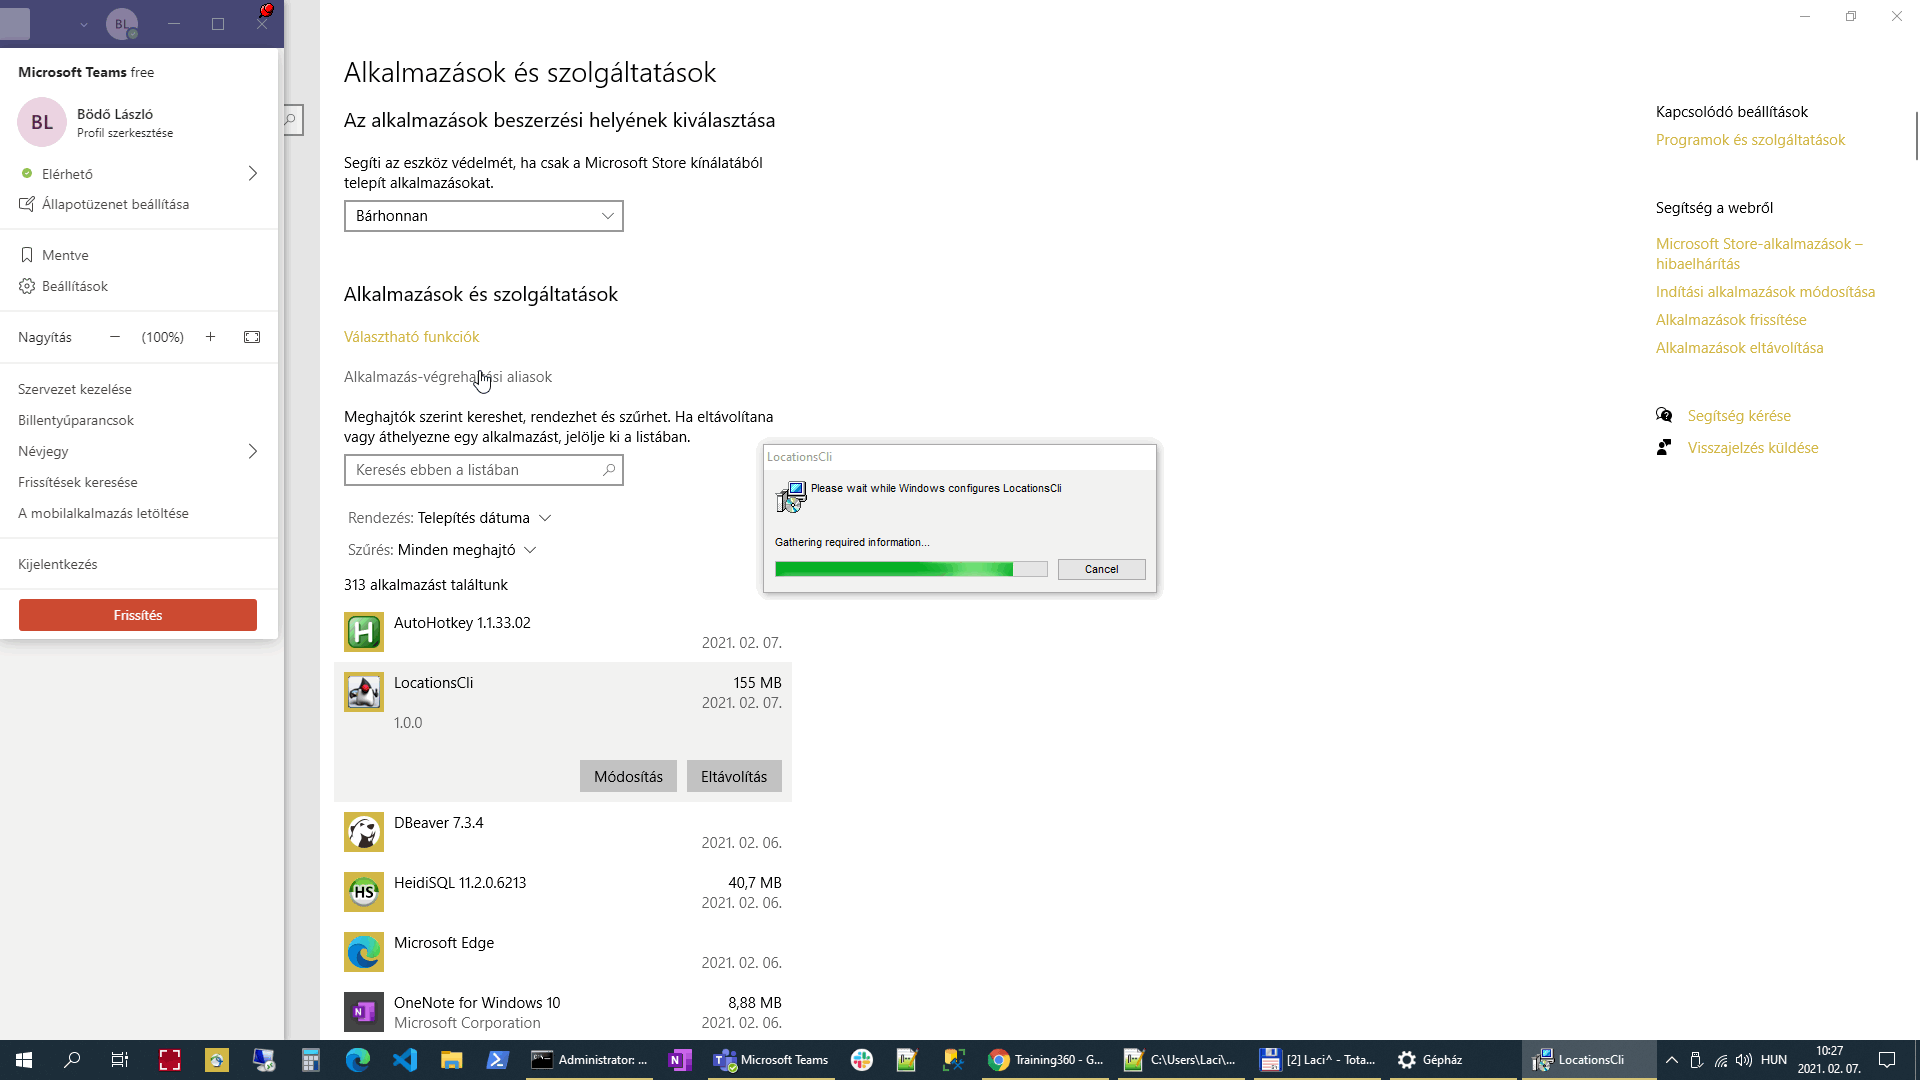 BL
Microsoft Teams free
BL
Bödő László
Profil szerkesztése
Elérhető
Állapotüzenet beállítása
Mentve
Beállítások
Nagyítás
(100%)
Szervezet kezelése
Billentyűparancsok
Névjegy
Frissítések keresése
A mobilalkalmazás letöltése
Kijelentkezés
Frissítés
Alkalmazások és szolgáltatások
Az alkalmazások beszerzési helyének kiválasztása
Segíti az eszköz védelmét, ha csak a Microsoft Store kínálatából
telepít alkalmazásokat.
Bárhonnan
Alkalmazások és szolgáltatások
Választható funkciók
Alkalmazás-végrehajtási aliasok
Meghajtók szerint kereshet, rendezhet és szűrhet. Ha eltávolítana
vagy áthelyezne egy alkalmazást, jelölje ki a listában.
Keresés ebben a listában
Rendezés: Telepítés dátuma
Szűrés: Minden meghajtó
313 alkalmazást találtunk
AutoHotkey 1.1.33.02
2021. 02. 07.
LocationsCli
155 MB
2021. 02. 07.
1.0.0
Módosítás
Eltávolítás
DBeaver 7.3.4
2021. 02. 06.
HeidiSQL 11.2.0.6213
40,7 MB
2021. 02. 06.
Microsoft Edge
2021. 02. 06.
OneNote for Windows 10
8,88 MB
Microsoft Corporation
2021. 02. 06.
LocationsCli
Please wait while Windows configures LocationsCli
Gathering required information...
Cancel
Kapcsolódó beállítások
Programok és szolgáltatások
Segítség a webről
Microsoft Store-alkalmazások –
hibaelhárítás
Indítási alkalmazások módosítása
Alkalmazások frissítése
Alkalmazások eltávolítása
Segítség kérése
Visszajelzés küldése
Administrator: ...
Microsoft Teams
Training360 - G...
C:\Users\Laci\...
[2] Laci^ - Tota...
Gépház
LocationsCli
HUN
10:27
2021. 02. 07.